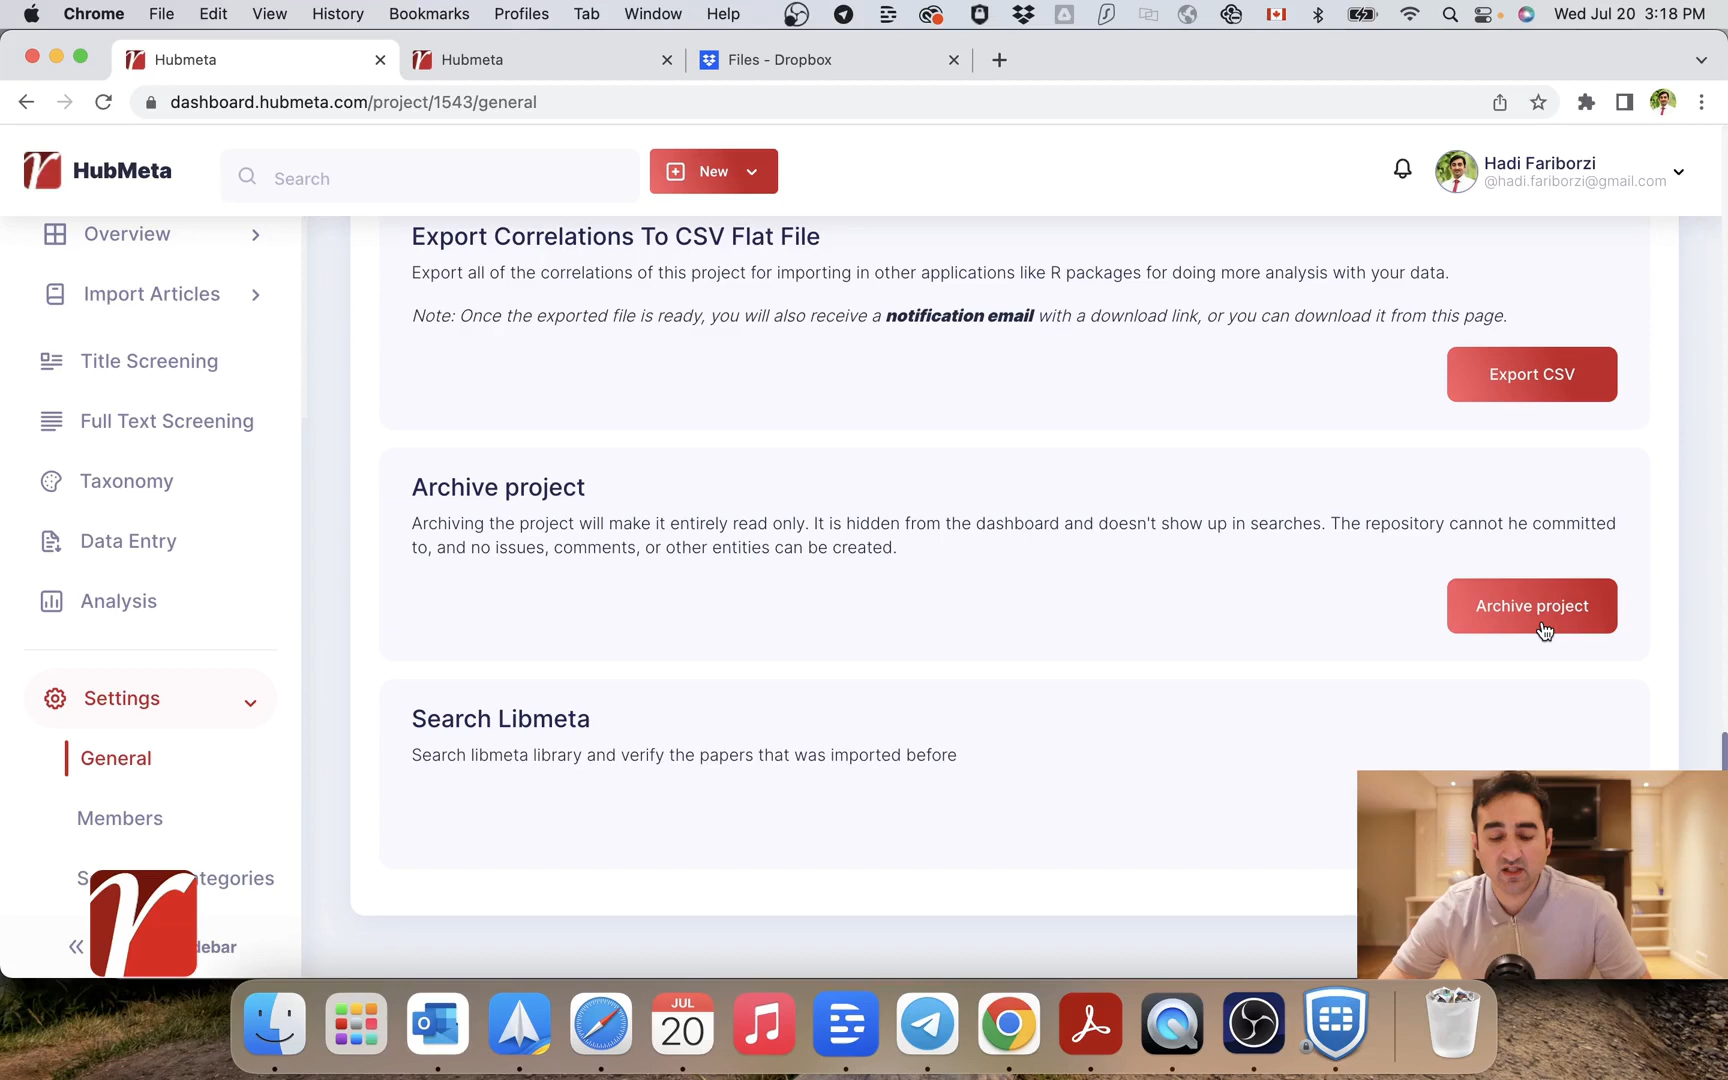 Chrome File Edit View History Bookmarks Profiles Tab Window Help Wed Jul 20 3:18 PM
Hubmeta Hubmeta Files - Dropbox
dashboard.hubmeta.com/project/1543/general
HubMeta Search New Hadi Fariborzi
@hadi.fariborzi@gmail.com
Overview
Import Articles
Title Screening
Full Text Screening
Taxonomy
Data Entry
Analysis
Settings
General
Members
tegories
debar
Export Correlations To CSV Flat File
Export all of the correlations of this project for importing in other applications like R packages for doing more analysis with your data.
Note: Once the exported file is ready, you will also receive a notification email with a download link, or you can download it from this page.
Export CSV
Archive project
Archiving the project will make it entirely read only. It is hidden from the dashboard and doesn't show up in searches. The repository cannot he committed
to, and no issues, comments, or other entities can be created.
Archive project
Search Libmeta
Search libmeta library and verify the papers that was imported before
JUL
20